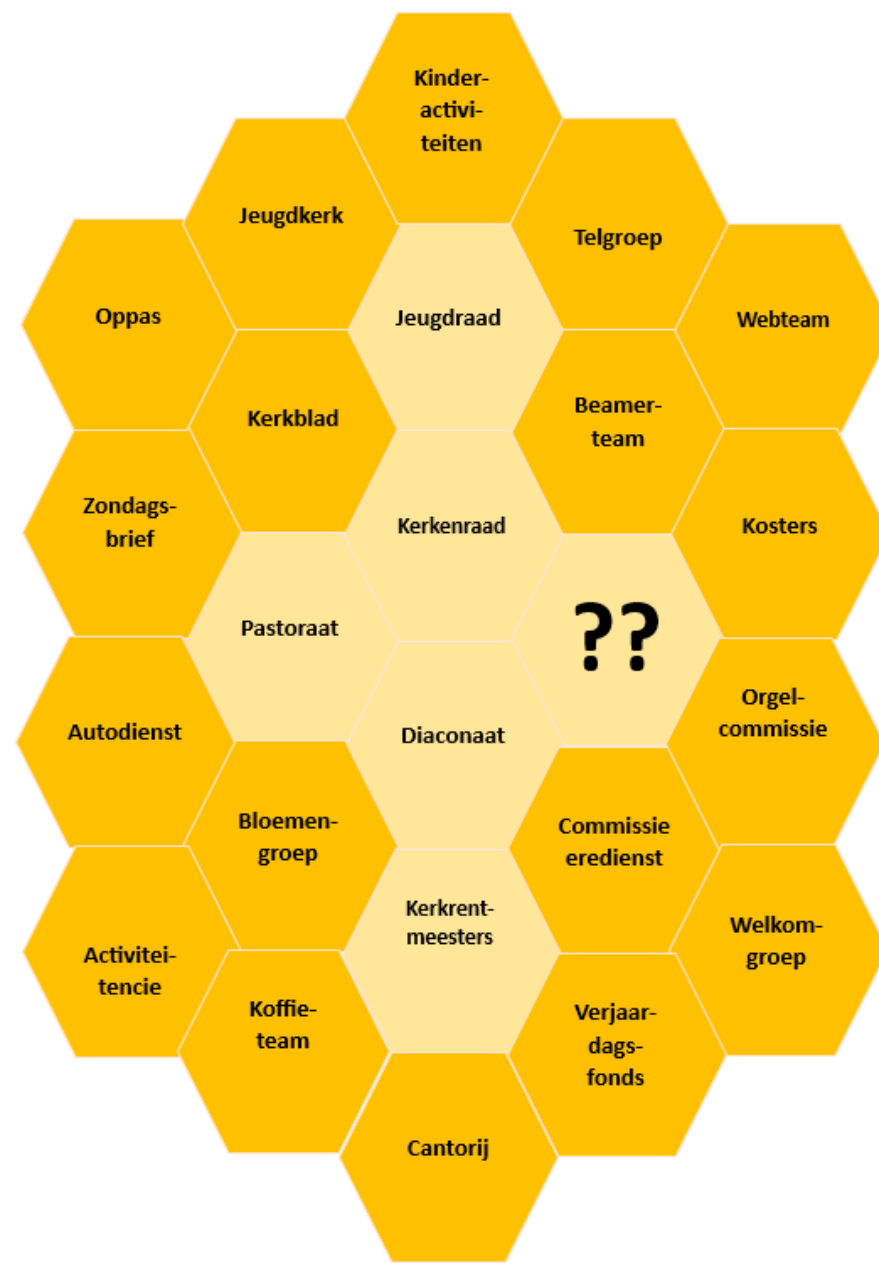 Kinder-
activi-
teiten
Jeugdkerk
Telgroep
Oppas
Jeugdraad
Webteam
Kerkblad
Beamer-
team
Zondags-
brief
Kerkenraad
Kosters
Pastoraat
??
Autodienst
Diaconaat
Orgel-
commissie
Bloemen-
groep
Commissie
eredienst
Activitei-
tencie
Kerkrent-
meesters
Welkom-
groep
Koffie-
team
Verjaar-
dags-
fonds
Cantorij